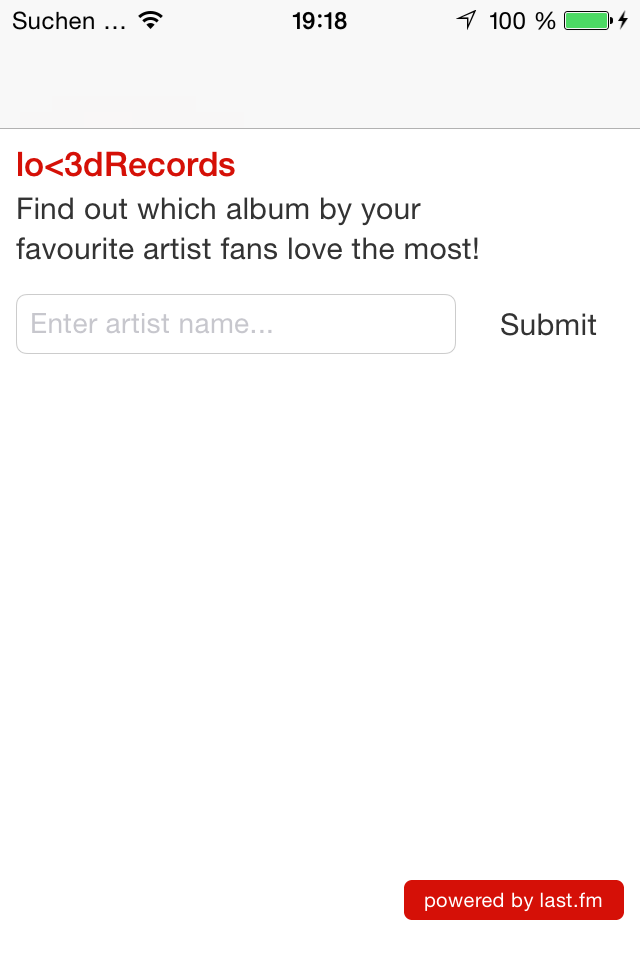 Suchen ... 19:18 100 %
lo<3dRecords
Find out which album by your
favourite artist fans love the most!
Enter artist name... Submit
powered by last.fm